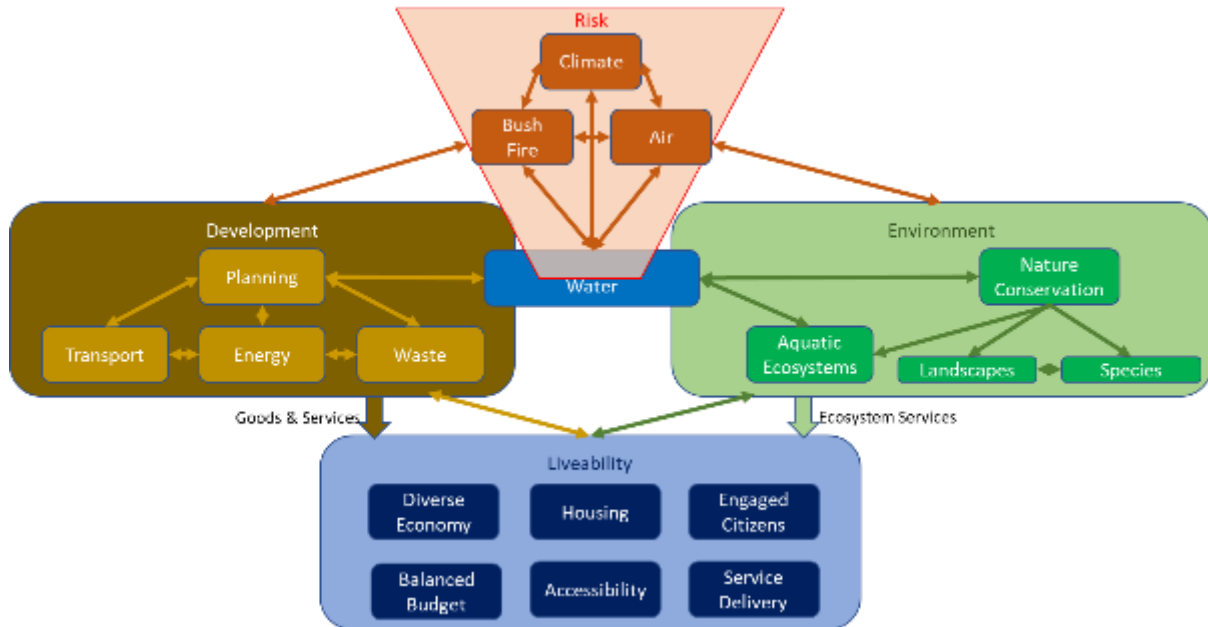 Risk
Climate
Bush
Fire
Air
Development
Environment
Planning
Water
Nature
Conservation
Transport
Energy
Waste
Aquatic
Ecosystems
Landscapes
Species
Goods & Services
Ecosystem Services
Liveability
Diverse
Economy
Housing
Engaged
Citizens
Balanced
Budget
Accessibility
Service
Delivery